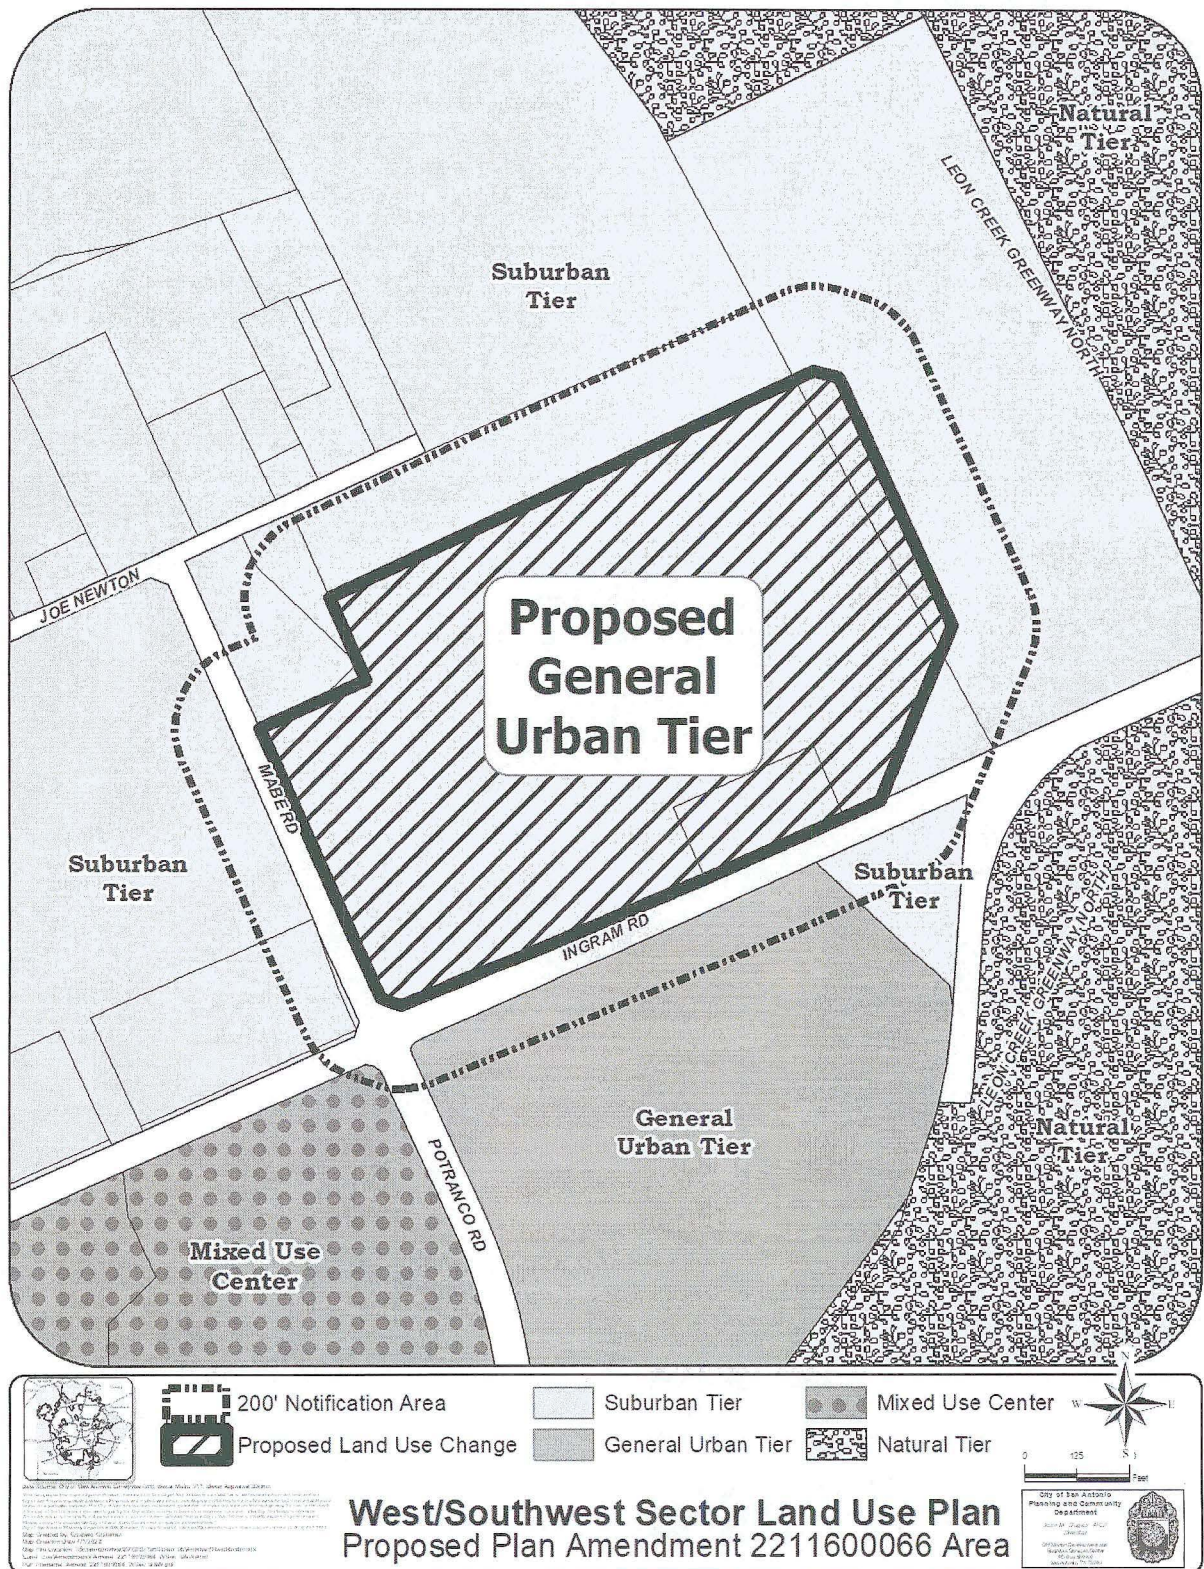 Natural
Tier
LEON CREEK GREENWAY NORTH
Suburban
Tier
JOE NEWTON
Proposed
General
Urban Tier
MABE RD
Suburban
Tier
Suburban
Tier
INGRAM RD
LEON CREEK GREENWAY NORTH
General
Urban Tier
Natural
Tier
POTRANCO RD
Mixed Use
Center
200' Notification Area
Suburban Tier
Mixed Use Center
Proposed Land Use Change
General Urban Tier
Natural Tier
N
W
E
S
0 125
Feet
West/Southwest Sector Land Use Plan
Proposed Plan Amendment 2211600066 Area
City of San Antonio
Planning and Community
Department